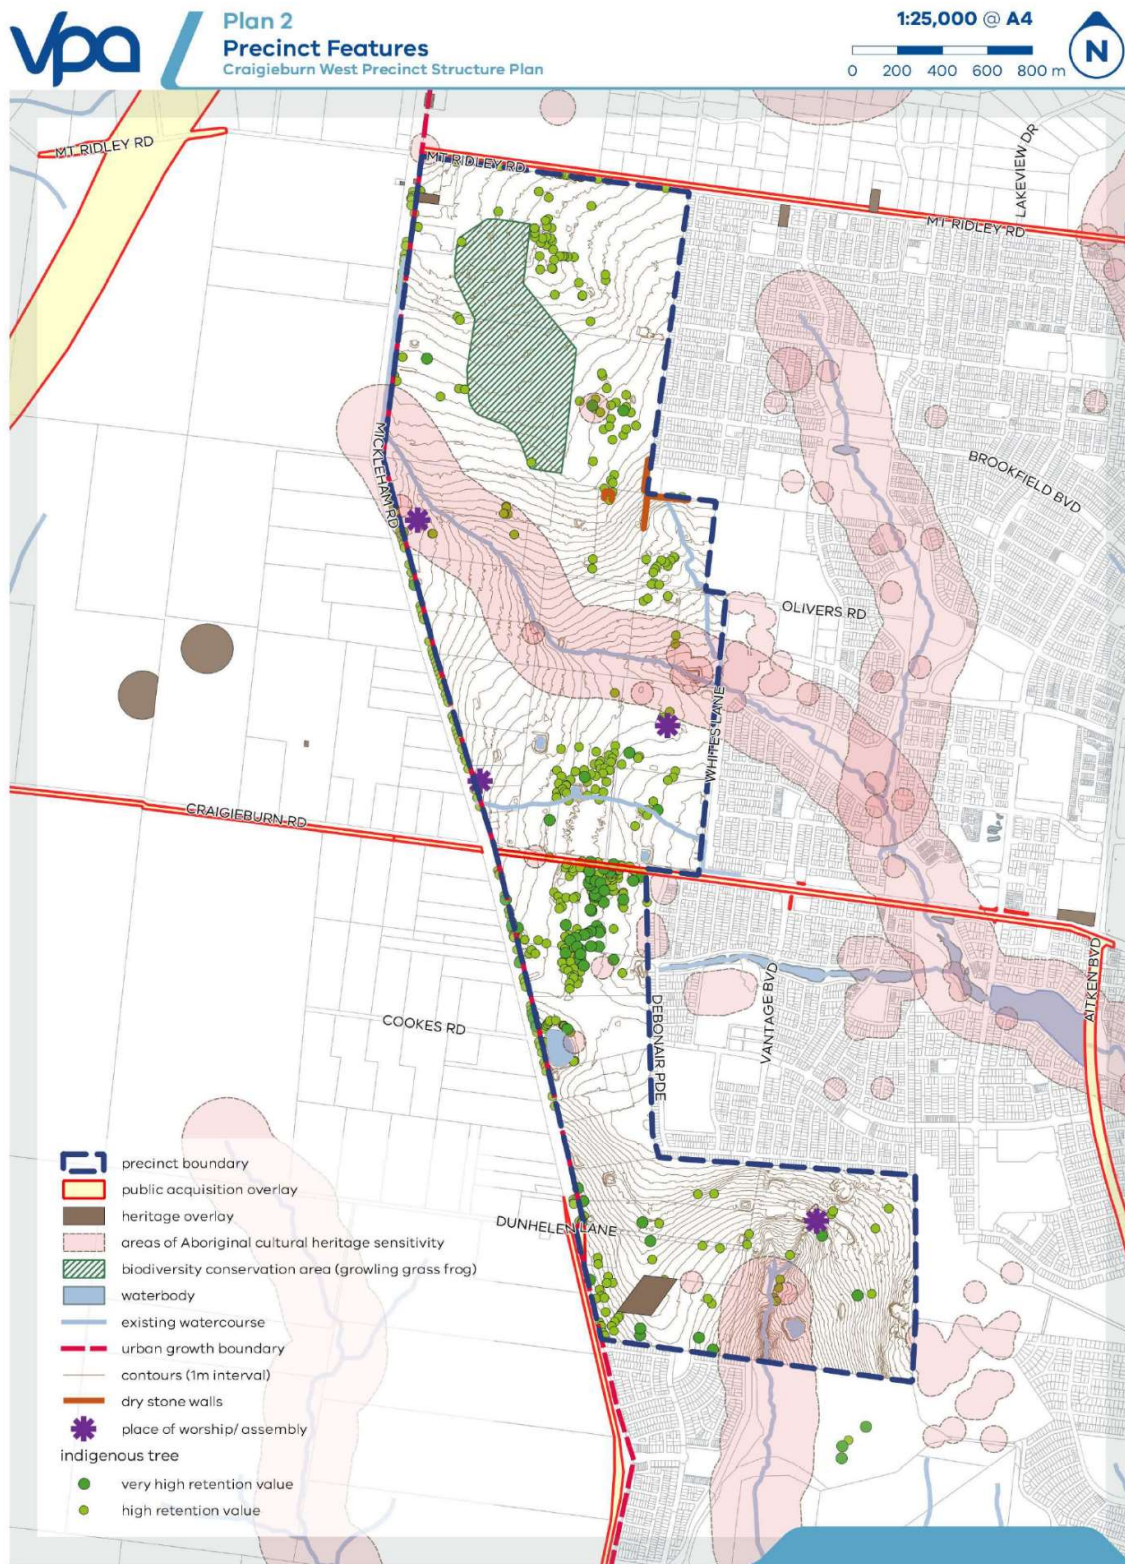 vpa
Plan 2
Precinct Features
Craigieburn West Precinct Structure Plan
1:25,000 @ A4
0 200 400 600 800 m
N
MT RIDLEY RD
MT RIDLEY RD
LAKEVIEW DR
MT RIDLEY RD
MICKLEHAM RD
BROOKFIELD BVD
OLIVERS RD
WHITES LANE
CRAIGIEBURN RD
COOKES RD
DEBONAIR PDE
VANTAGE BVD
AITKEN BVD
DUNHELEN LANE
precinct boundary
public acquisition overlay
heritage overlay
areas of Aboriginal cultural heritage sensitivity
biodiversity conservation area (growling grass frog)
waterbody
existing watercourse
urban growth boundary
contours (1m interval)
dry stone walls
place of worship/ assembly
indigenous tree
very high retention value
high retention value